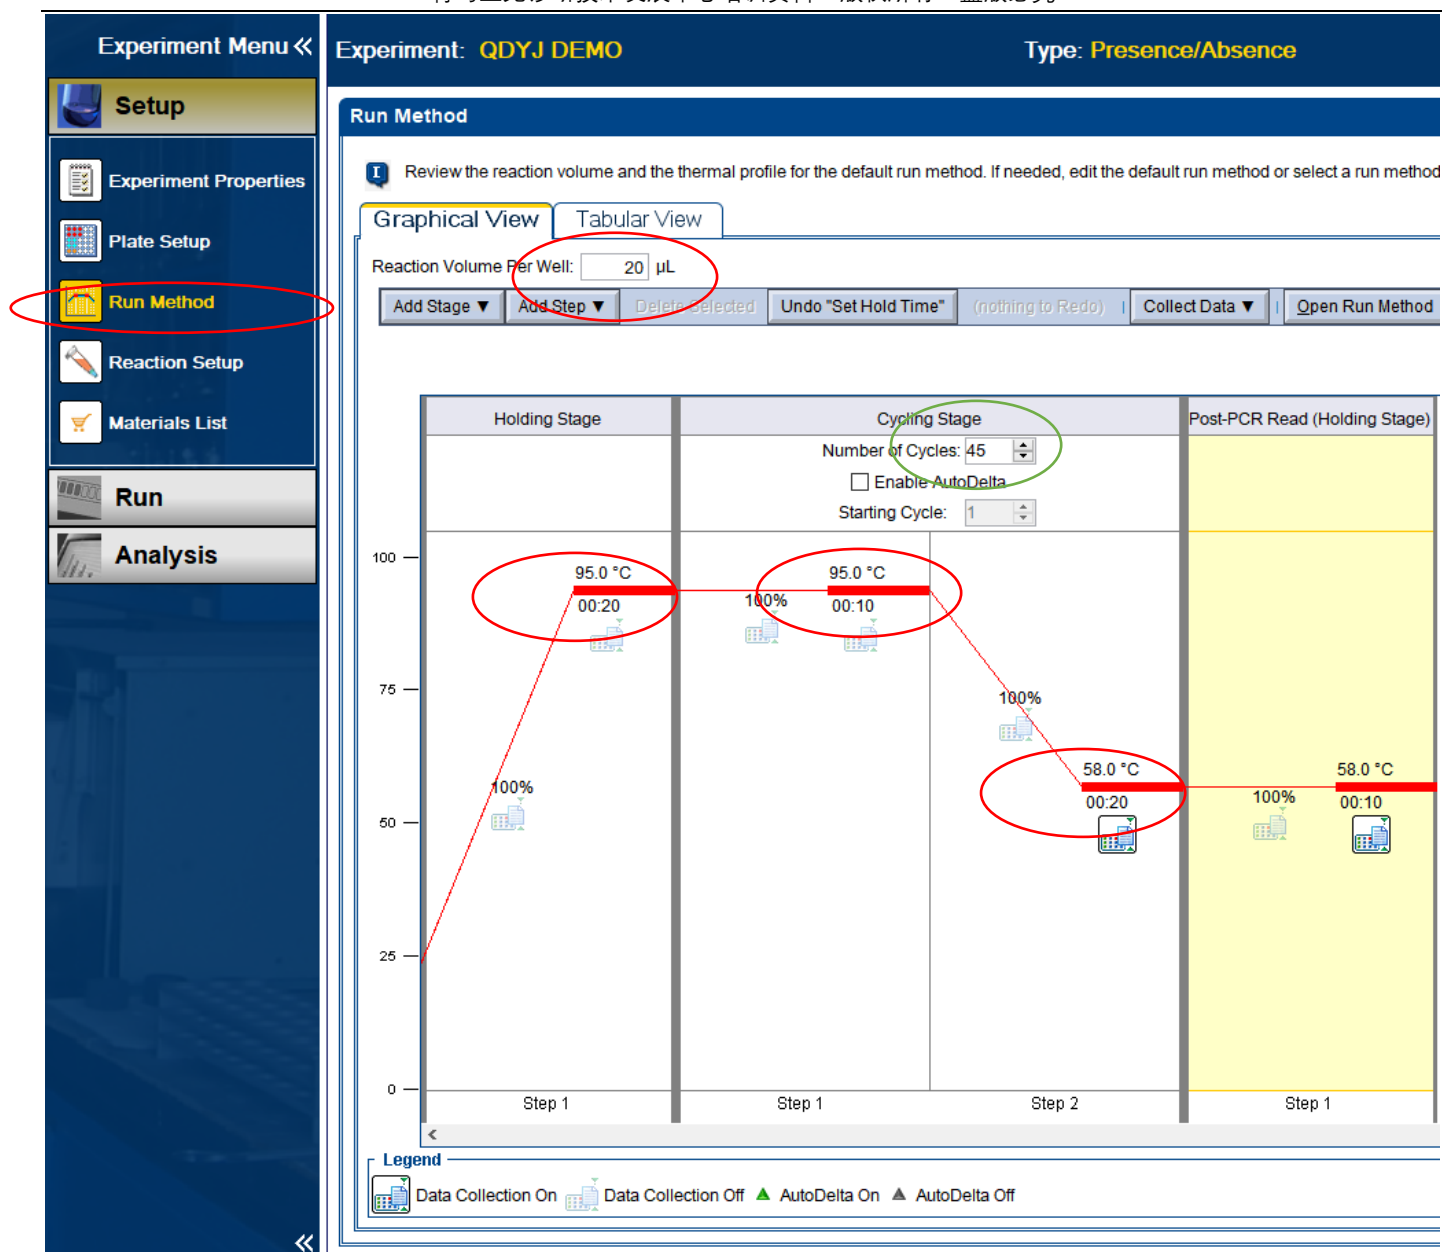 Experiment Menu «
Experiment: QDYJ DEMO
Type: Presence/Absence
Setup
Experiment Properties
Plate Setup
Run Method
Reaction Setup
Materials List
Run
Analysis
«
Run Method
Review the reaction volume and the thermal profile for the default run method. If needed, edit the default run method or select a run method
Graphical View
Tabular View
Reaction Volume Per Well: 20 µL
Add Stage ▼ Add Step ▼ Delete Selected Undo "Set Hold Time" (nothing to Redo) | Collect Data ▼ | Open Run Method
Holding Stage
Cycling Stage
Post-PCR Read (Holding Stage)
Number of Cycles: 45
Enable AutoDelta
Starting Cycle: 1
100
75
50
25
0
95.0 °C
00:20
100%
100%
95.0 °C
00:10
100%
58.0 °C
00:20
100%
58.0 °C
00:10
Step 1
Step 1
Step 2
Step 1
Legend
Data Collection On Data Collection Off AutoDelta On AutoDelta Off